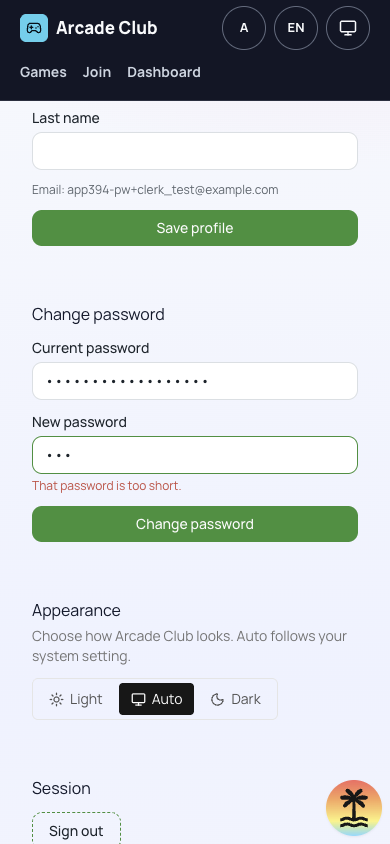 Arcade Club
A
EN
Games Join Dashboard
Last name
Email: app394-pw+clerk_test@example.com
Save profile
Change password
Current password
••••••••••••••••••
New password
•••
That password is too short.
Change password
Appearance
Choose how Arcade Club looks. Auto follows your
system setting.
Light Auto Dark
Session
Sign out